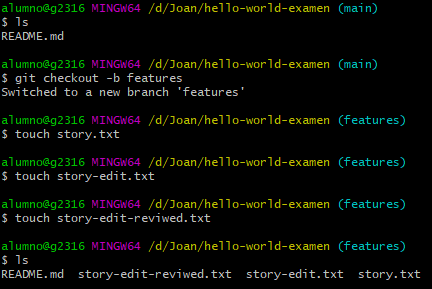 alumno@g2316 MINGW64 /d/Joan/hello-world-examen (main)
$ ls
README.md
alumno@g2316 MINGW64 /d/Joan/hello-world-examen (main)
$ git checkout -b features
Switched to a new branch 'features'
alumno@g2316 MINGW64 /d/Joan/hello-world-examen (features)
$ touch story.txt
alumno@g2316 MINGW64 /d/Joan/hello-world-examen (features)
$ touch story-edit.txt
alumno@g2316 MINGW64 /d/Joan/hello-world-examen (features)
$ touch story-edit-reviwed.txt
alumno@g2316 MINGW64 /d/Joan/hello-world-examen (features)
$ ls
README.md  story-edit-reviwed.txt  story-edit.txt  story.txt